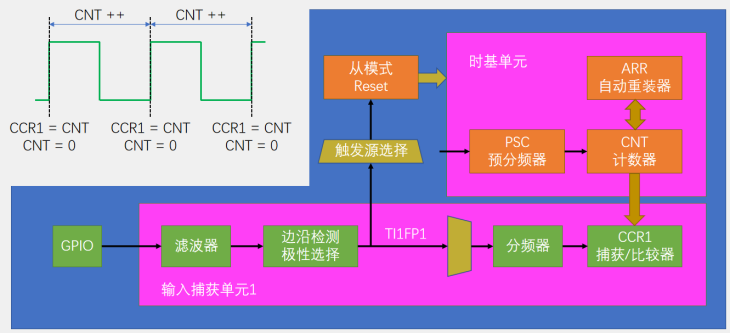 CNT ++
CNT ++
CCR1 = CNT
CNT = 0
CCR1 = CNT
CNT = 0
CCR1 = CNT
CNT = 0
从模式
Reset
时基单元
ARR
自动重装器
触发源选择
PSC
预分频器
CNT
计数器
GPIO
滤波器
边沿检测
极性选择
TI1FP1
分频器
CCR1
捕获/比较器
输入捕获单元1